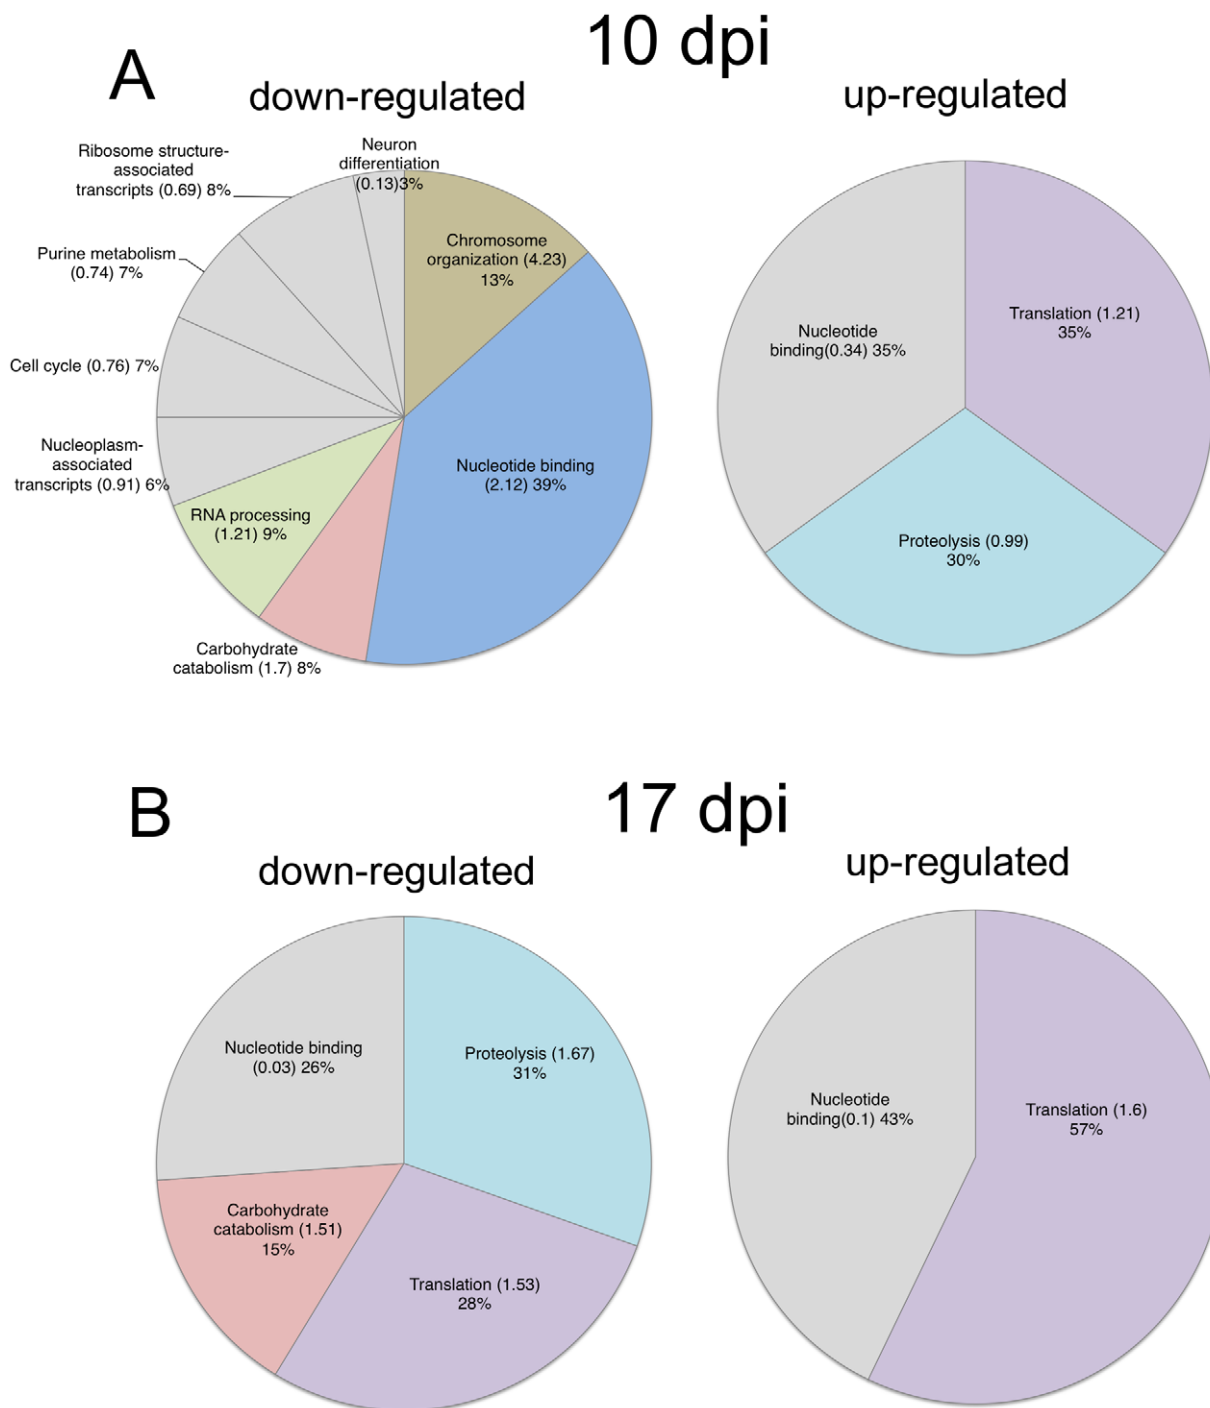 10 dpi
A
down-regulated
up-regulated
Neuron
differentiation
(0.13)3%
Ribosome structure-
associated
transcripts (0.69) 8%
Purine metabolism
(0.74) 7%
Cell cycle (0.76) 7%
Nucleoplasm-
associated
transcripts (0.91) 6%
RNA processing
(1.21) 9%
Carbohydrate
catabolism (1.7) 8%
Chromosome
organization (4.23)
13%
Nucleotide binding
(2.12) 39%
Nucleotide
binding(0.34) 35%
Translation (1.21)
35%
Proteolysis (0.99)
30%
B
17 dpi
down-regulated
up-regulated
Nucleotide binding
(0.03) 26%
Proteolysis (1.67)
31%
Carbohydrate
catabolism (1.51)
15%
Translation (1.53)
28%
Nucleotide
binding(0.1) 43%
Translation (1.6)
57%